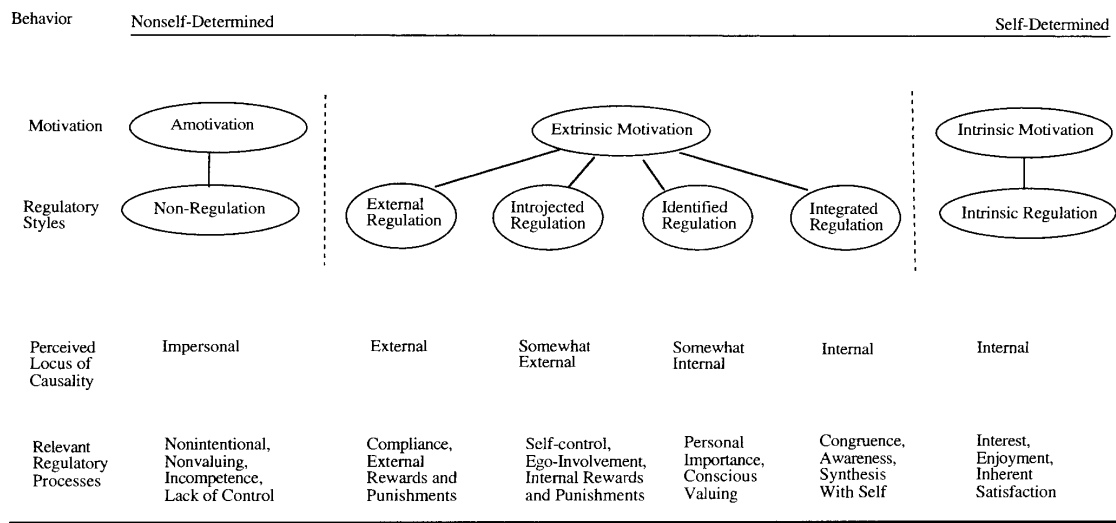 Behavior
Nonself-Determined
Self-Determined
Motivation
Amotivation
Extrinsic Motivation
Intrinsic Motivation
Regulatory
Styles
Non-Regulation
External
Regulation
Introjected
Regulation
Identified
Regulation
Integrated
Regulation
Intrinsic Regulation
Perceived
Locus of
Causality
Impersonal
External
Somewhat
External
Somewhat
Internal
Internal
Internal
Relevant
Regulatory
Processes
Nonintentional,
Nonvaluing,
Incompetence,
Lack of Control
Compliance,
External
Rewards and
Punishments
Self-control,
Ego-Involvement,
Internal Rewards
and Punishments
Personal
Importance,
Conscious
Valuing
Congruence,
Awareness,
Synthesis
With Self
Interest,
Enjoyment,
Inherent
Satisfaction